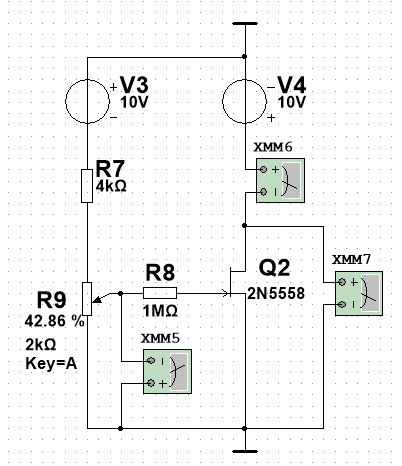 V3
+
10V
−
−
V4
10V
+
XMM6
+
−
R7
4kΩ
XMM7
+
−
R8
1MΩ
Q2
2N5558
R9
42.86 %
2kΩ
Key=A
XMM5
−
+